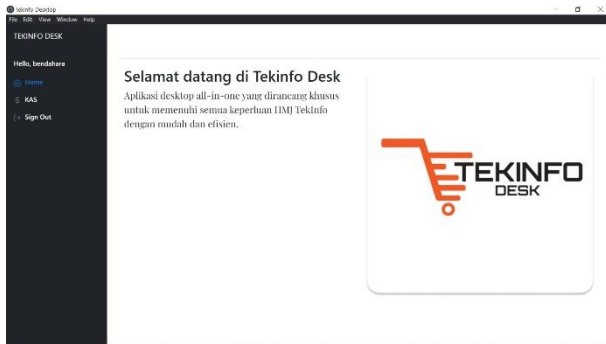 Tekinfo Desktop
File Edit View Window Help
TEKINFO DESK
Hello, bendahara
Home
KAS
Sign Out
Selamat datang di Tekinfo Desk
Aplikasi desktop all-in-one yang dirancang khusus
untuk memenuhi semua keperluan HMJ TekInfo
dengan mudah dan efisien.
TEKINFO
DESK